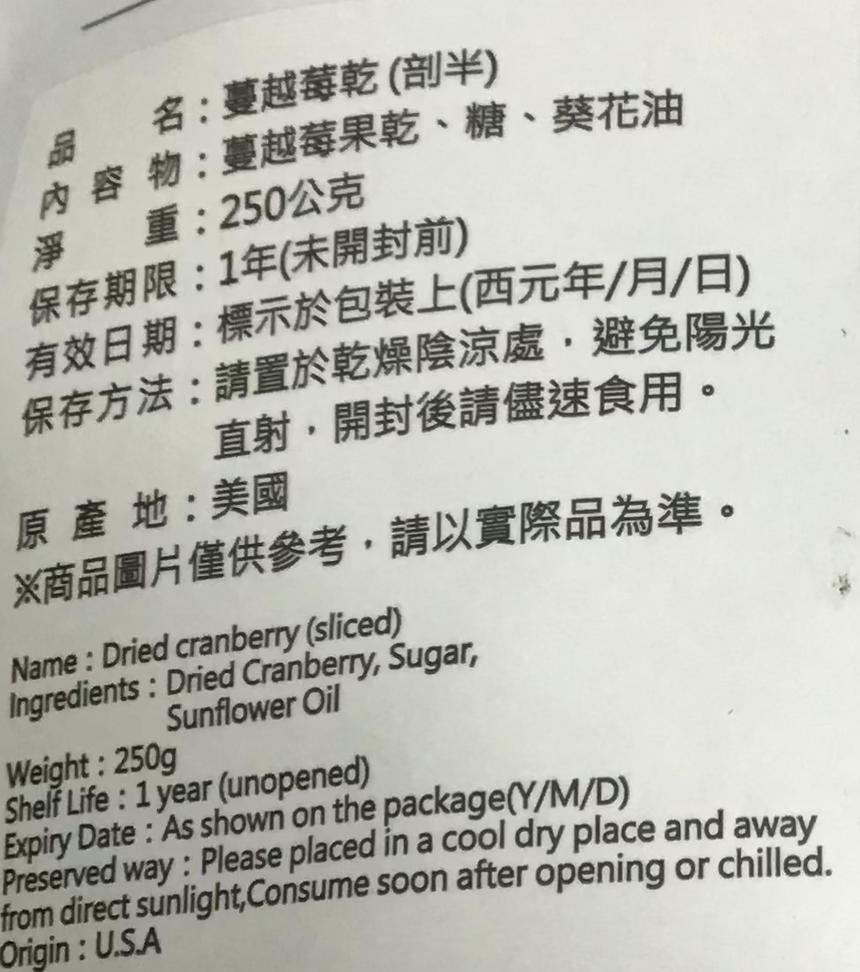 品名：蔓越莓乾 (剖半)
內容物：蔓越莓果乾、糖、葵花油
淨重：250公克
保存期限：1年(未開封前)
有效日期：標示於包裝上(西元年/月/日)
保存方法：請置於乾燥陰涼處，避免陽光
直射，開封後請儘速食用。
原產地：美國
※商品圖片僅供參考，請以實際品為準。
Name : Dried cranberry (sliced)
Ingredients : Dried Cranberry, Sugar,
Sunflower Oil
Weight : 250g
Shelf Life : 1 year (unopened)
Expiry Date : As shown on the package(Y/M/D)
Preserved way : Please placed in a cool dry place and away
from direct sunlight,Consume soon after opening or chilled.
Origin : U.S.A